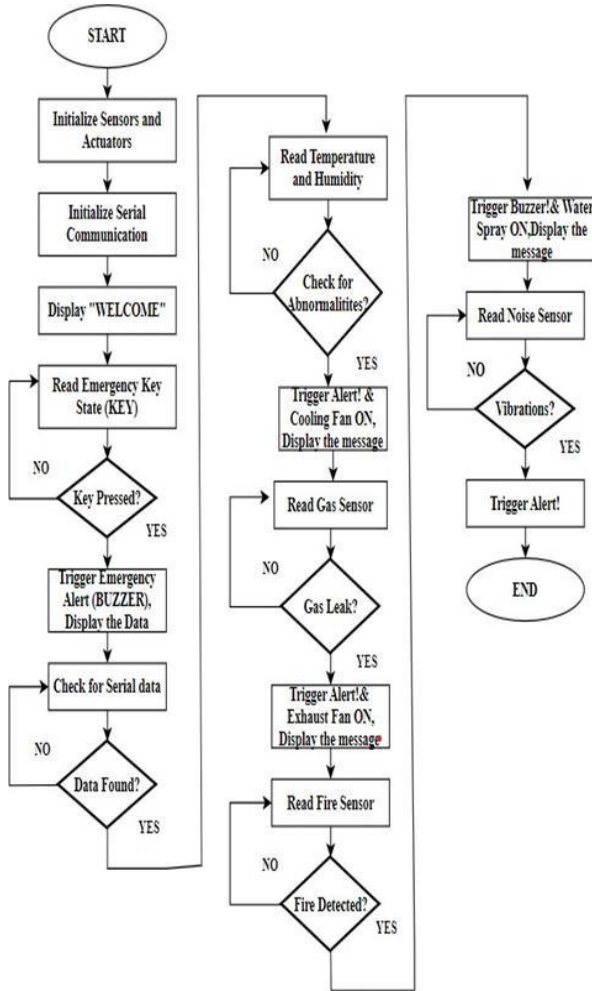 START
Initialize Sensors and
Actuators
Initialize Serial
Communication
Display "WELCOME"
Read Emergency Key
State (KEY)
NO
Key Pressed?
YES
Trigger Emergency
Alert (BUZZER),
Display the Data
Check for Serial data
NO
Data Found?
YES
Read Temperature
and Humidity
NO
Check for
Abnormalitites?
YES
Trigger Alert! &
Cooling Fan ON,
Display the message
Read Gas Sensor
NO
Gas Leak?
YES
Trigger Alert!&
Exhaust Fan ON,
Display the message
Read Fire Sensor
NO
Fire Detected?
YES
Trigger Buzzer!& Water
Spray ON,Display the
message
Read Noise Sensor
NO
Vibrations?
YES
Trigger Alert!
END